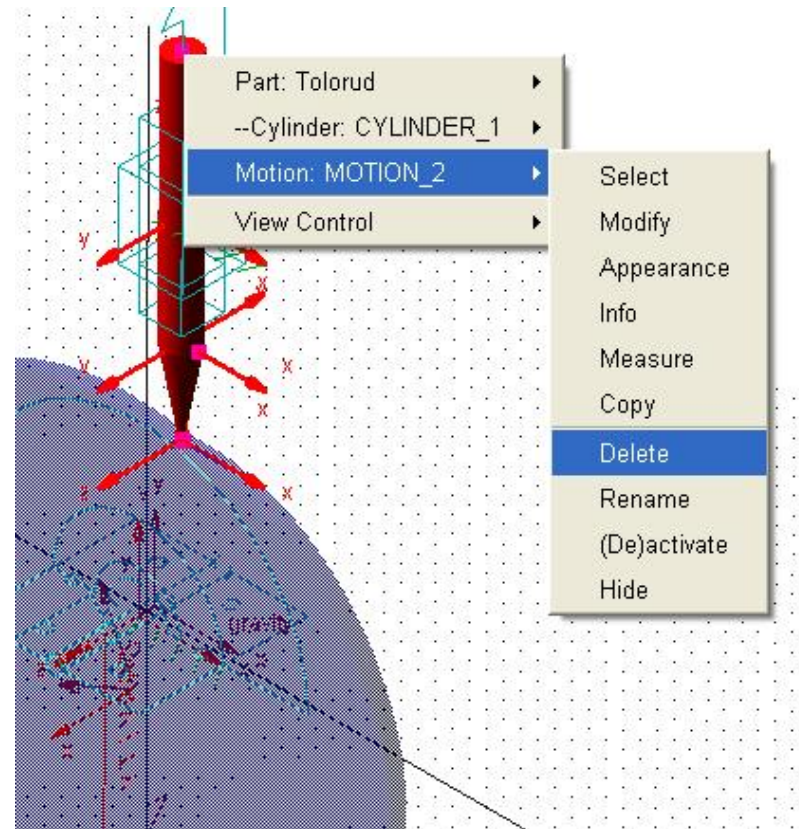 Part: Tolorud
--Cylinder: CYLINDER_1
Motion: MOTION_2
View Control
Select
Modify
Appearance
Info
Measure
Copy
Delete
Rename
(De)activate
Hide
y
x
y
x
x
z
x
gravity
x